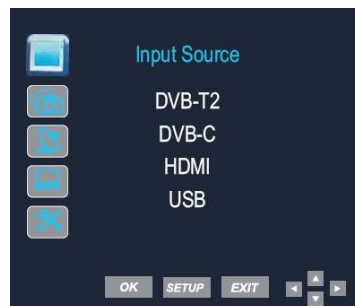 Input Source
DVB-T2
DVB-C
HDMI
USB
OK SETUP EXIT